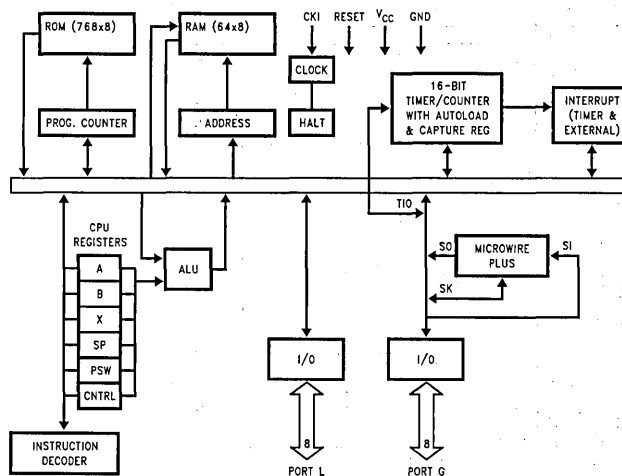 ROM (768x8)
RAM (64x8)
CKI
RESET
VCC
GND
CLOCK
HALT
PROG. COUNTER
ADDRESS
16-BIT
TIMER/COUNTER
WITH AUTOLOAD
& CAPTURE REG
INTERRUPT
(TIMER &
EXTERNAL)
TIO
CPU
REGISTERS
A
B
X
SP
PSW
CNTRL
ALU
SO
MICROWIRE
PLUS
SI
SK
I/O
I/O
INSTRUCTION
DECODER
8
8
PORT L
PORT G